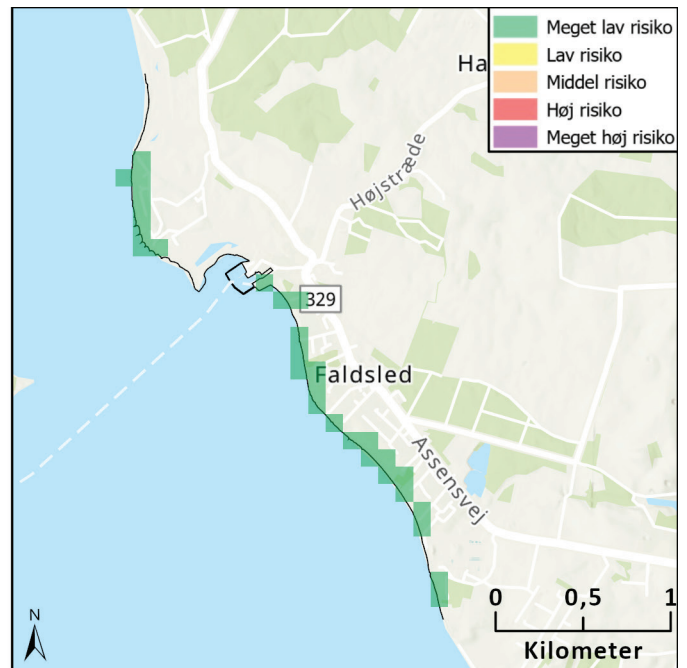 Meget lav risiko
Lav risiko
Middel risiko
Høj risiko
Meget høj risiko
Ha
Højstræde
329
Faldsled
Assensvej
N
0 0,5 1
Kilometer